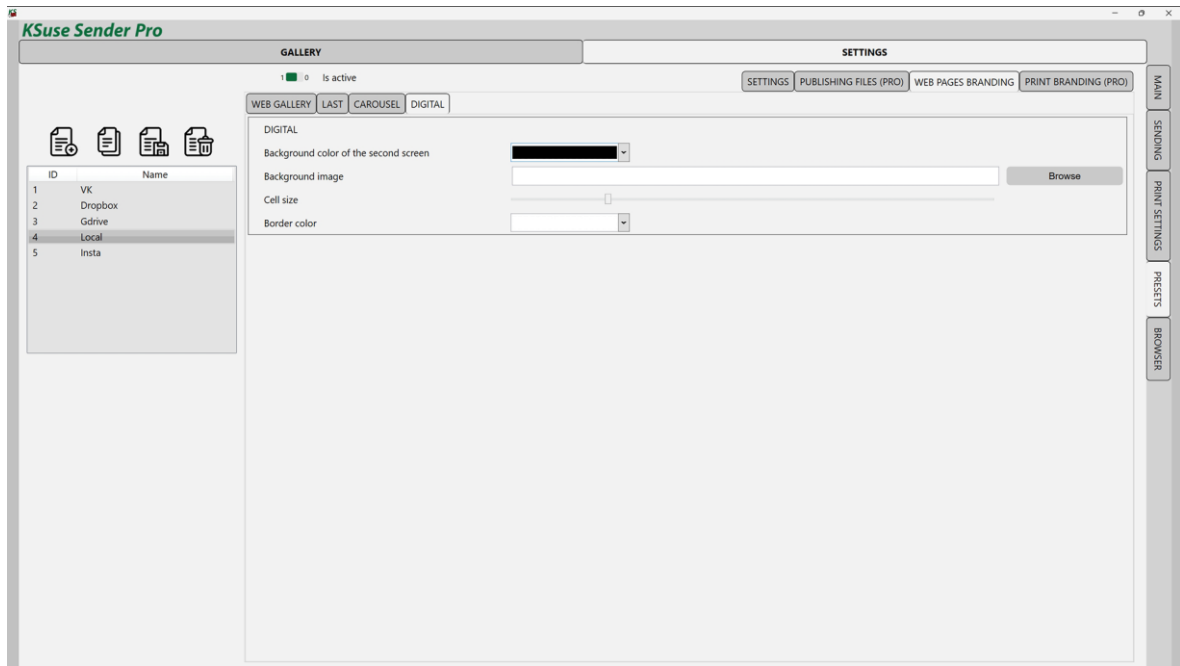 KSuse Sender Pro
GALLERY
SETTINGS
1 0 Is active
SETTINGS PUBLISHING FILES (PRO) WEB PAGES BRANDING PRINT BRANDING (PRO)
WEB GALLERY LAST CAROUSEL DIGITAL
DIGITAL
Background color of the second screen
Background image Browse
Cell size
Border color
ID Name
1 VK
2 Dropbox
3 Gdrive
4 Local
5 Insta
MAIN
SENDING
PRINT SETTINGS
PRESETS
BROWSER